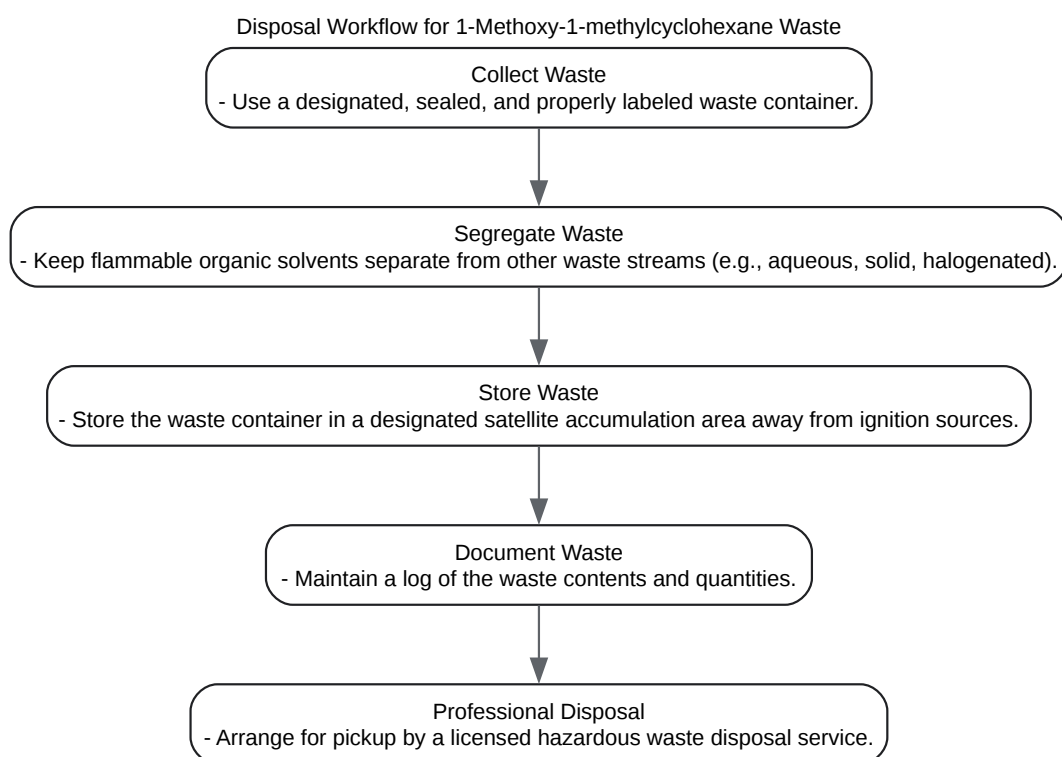 Disposal Workflow for 1-Methoxy-1-methylcyclohexane Waste
Collect Waste
- Use a designated, sealed, and properly labeled waste container.
Segregate Waste
- Keep flammable organic solvents separate from other waste streams (e.g., aqueous, solid, halogenated).
Store Waste
- Store the waste container in a designated satellite accumulation area away from ignition sources.
Document Waste
- Maintain a log of the waste contents and quantities.
Professional Disposal
- Arrange for pickup by a licensed hazardous waste disposal service.